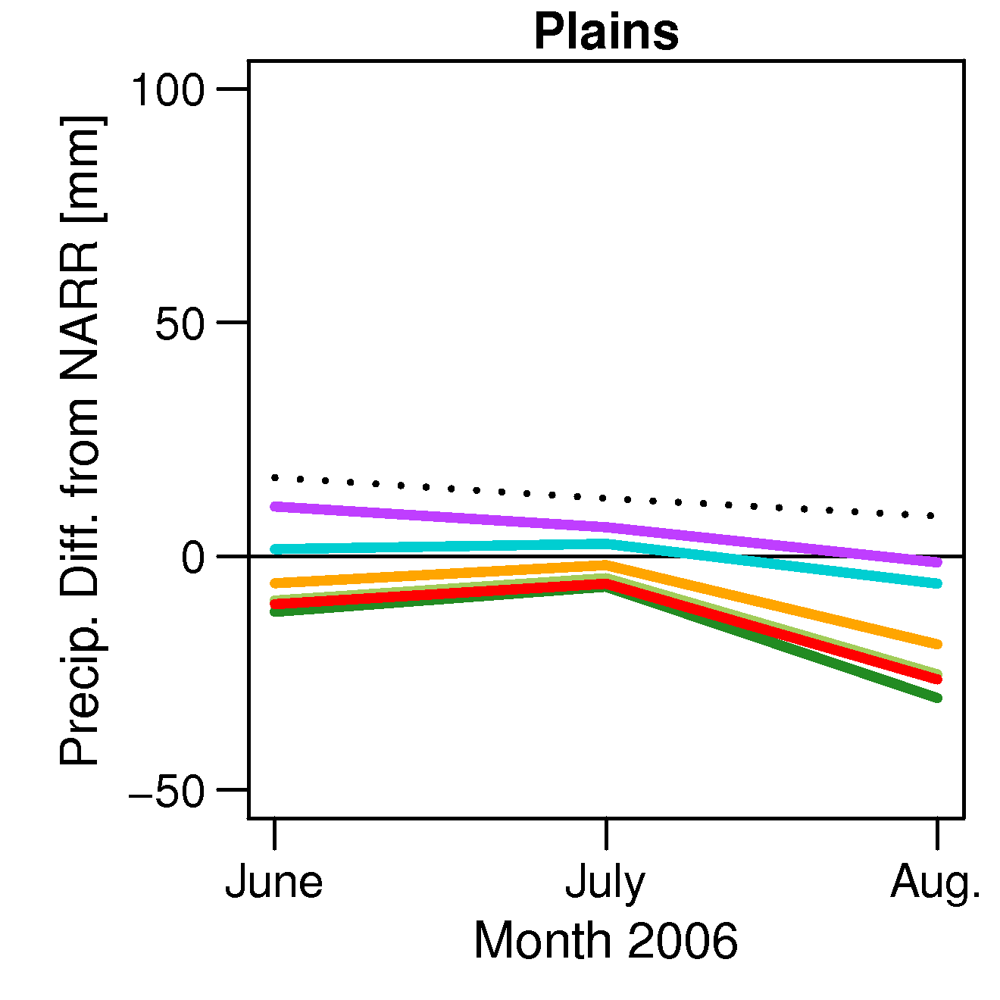 Plains
Precip. Diff. from NARR [mm]
100
50
0
−50
June
July
Aug.
Month 2006